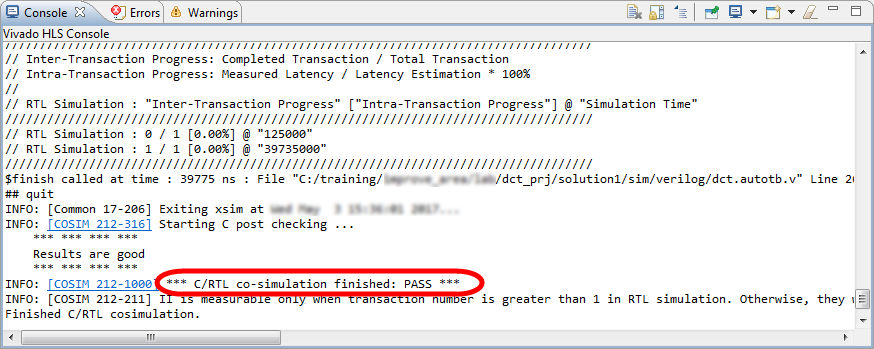 Console Errors Warnings
Vivado HLS Console
////////////////////////////////////////////////////////////////////////////////////
// Inter-Transaction Progress: Completed Transaction / Total Transaction
// Intra-Transaction Progress: Measured Latency / Latency Estimation * 100%
//
// RTL Simulation : "Inter-Transaction Progress" ["Intra-Transaction Progress"] @ "Simulation Time"
////////////////////////////////////////////////////////////////////////////////////
// RTL Simulation : 0 / 1 [0.00%] @ "125000"
// RTL Simulation : 1 / 1 [0.00%] @ "39735000"
////////////////////////////////////////////////////////////////////////////////////
$finish called at time : 39775 ns : File "C:/training/ /dct_prj/solution1/sim/verilog/dct.autotb.v" Line
## quit
INFO: [Common 17-206] Exiting xsim at
INFO: [COSIM 212-316] Starting C post checking ...
*** *** *** ***
Results are good
*** *** *** ***
INFO: [COSIM 212-1000] *** C/RTL co-simulation finished: PASS ***
INFO: [COSIM 212-211] II is measurable only when transaction number is greater than 1 in RTL simulation. Otherwise, they
Finished C/RTL cosimulation.